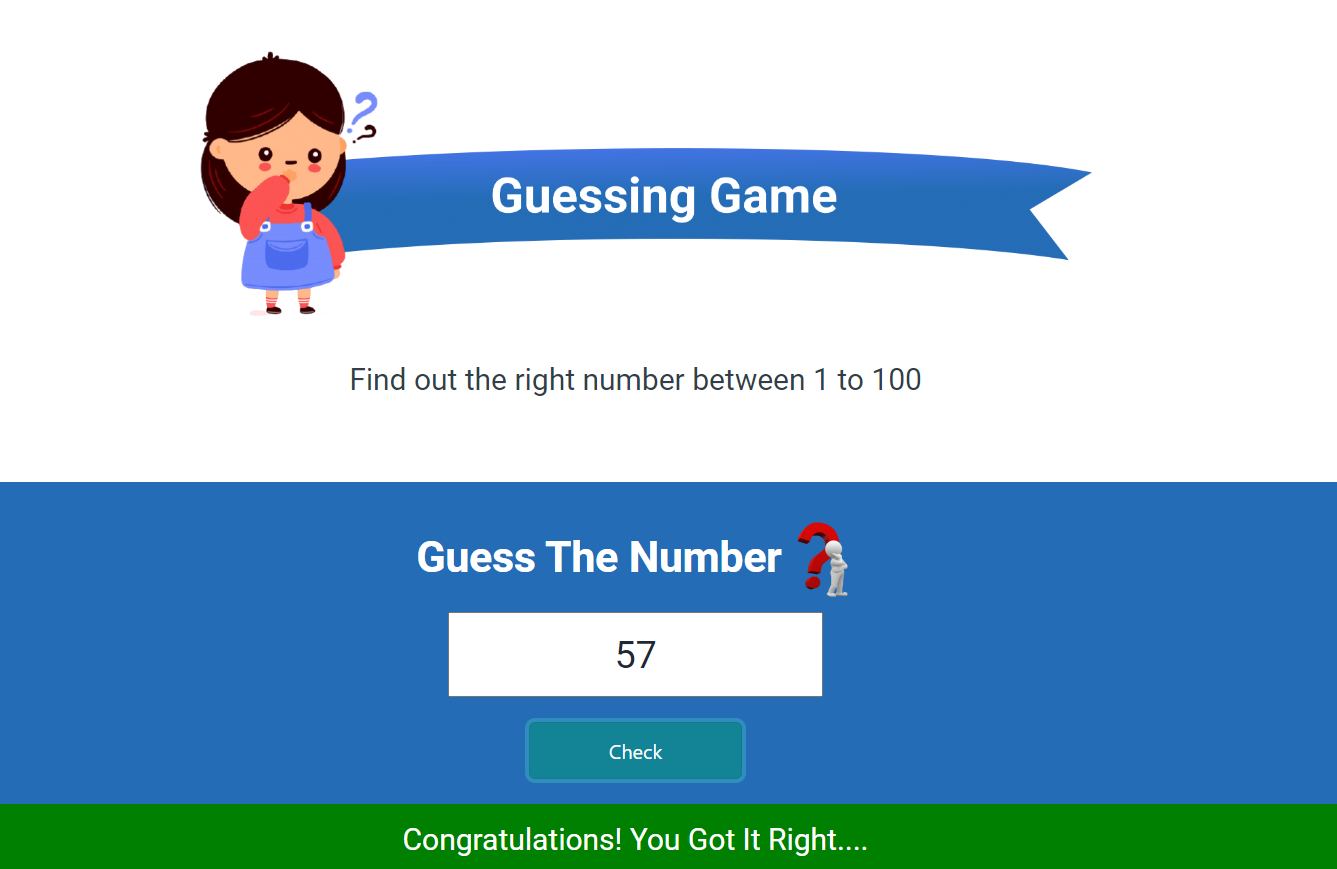 Guessing Game
Find out the right number between 1 to 100
Guess The Number
57
Check
Congratulations! You Got It Right....